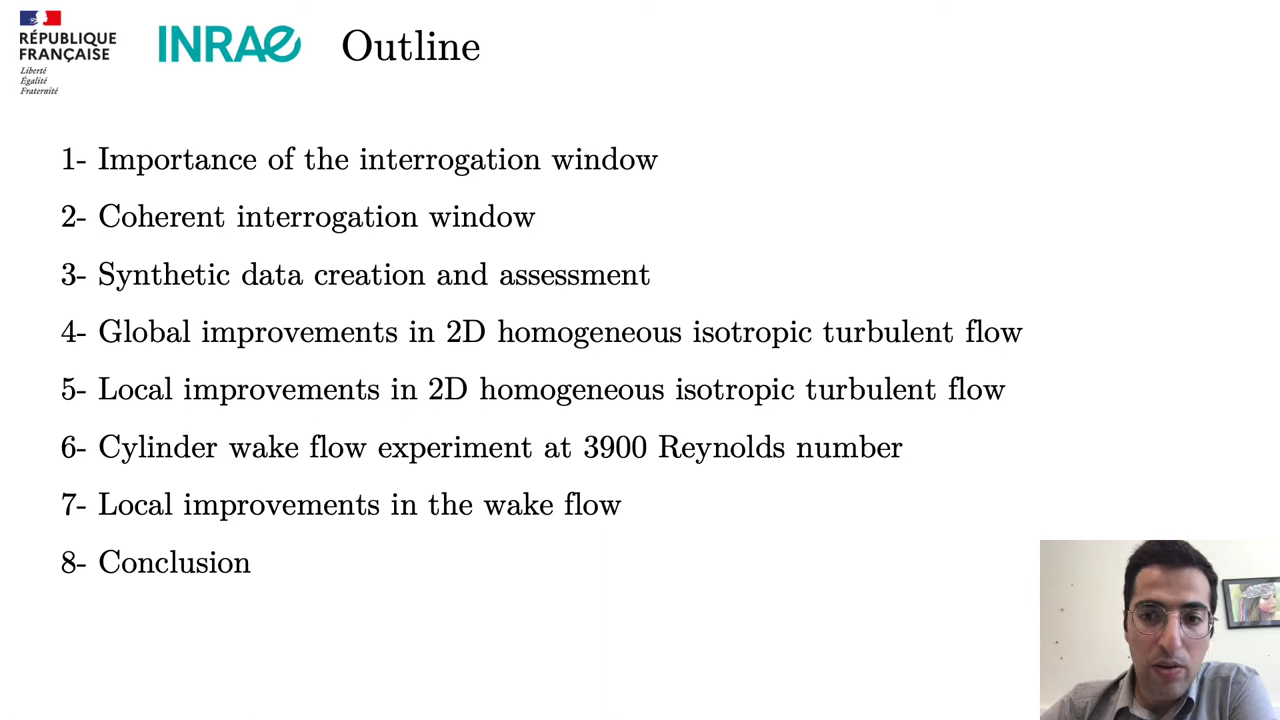 RÉPUBLIQUE
FRANÇAISE
Liberté
Égalité
Fraternité
INRAE
Outline
1- Importance of the interrogation window
2- Coherent interrogation window
3- Synthetic data creation and assessment
4- Global improvements in 2D homogeneous isotropic turbulent flow
5- Local improvements in 2D homogeneous isotropic turbulent flow
6- Cylinder wake flow experiment at 3900 Reynolds number
7- Local improvements in the wake flow
8- Conclusion